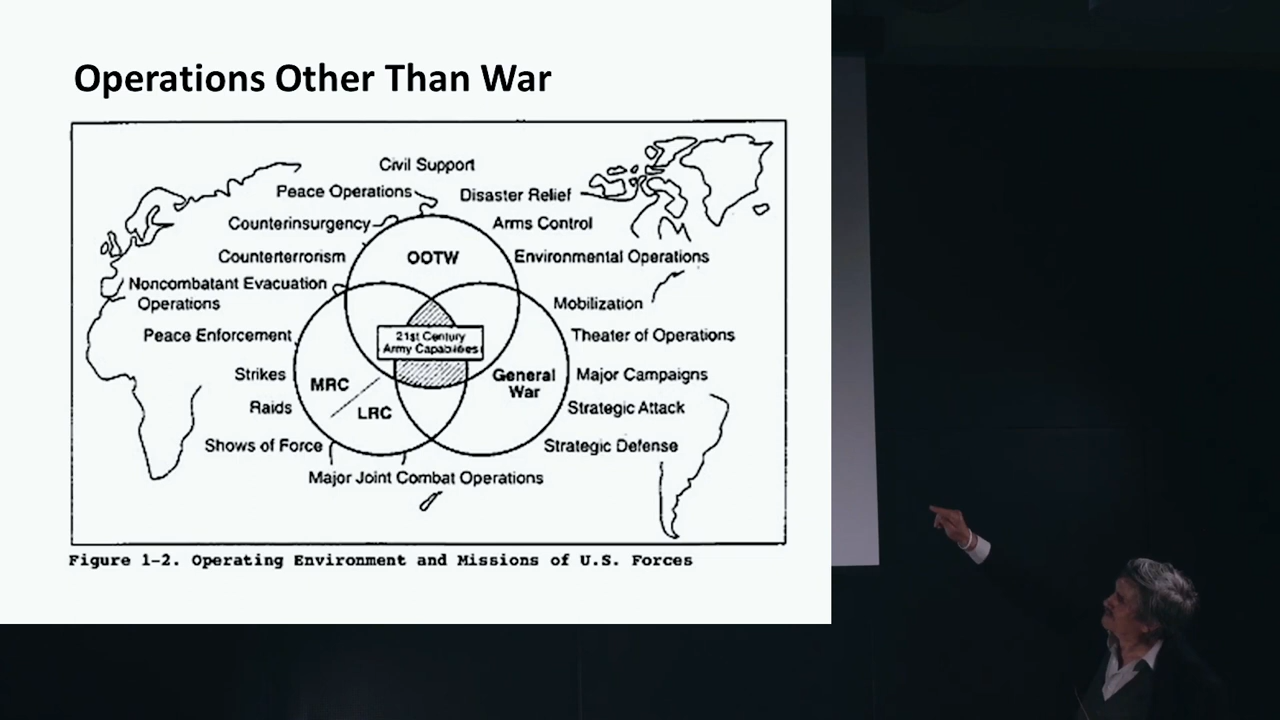 Operations Other Than War
Civil Support
Peace Operations
Disaster Relief
Counterinsurgency
Arms Control
Counterterrorism
OOTW
Environmental Operations
Noncombatant Evacuation
Operations
Mobilization
Peace Enforcement
21st Century
Army Capabilities
Theater of Operations
Strikes
MRC
General
War
Major Campaigns
Raids
LRC
Strategic Attack
Shows of Force
Strategic Defense
Major Joint Combat Operations
Figure 1-2. Operating Environment and Missions of U.S. Forces